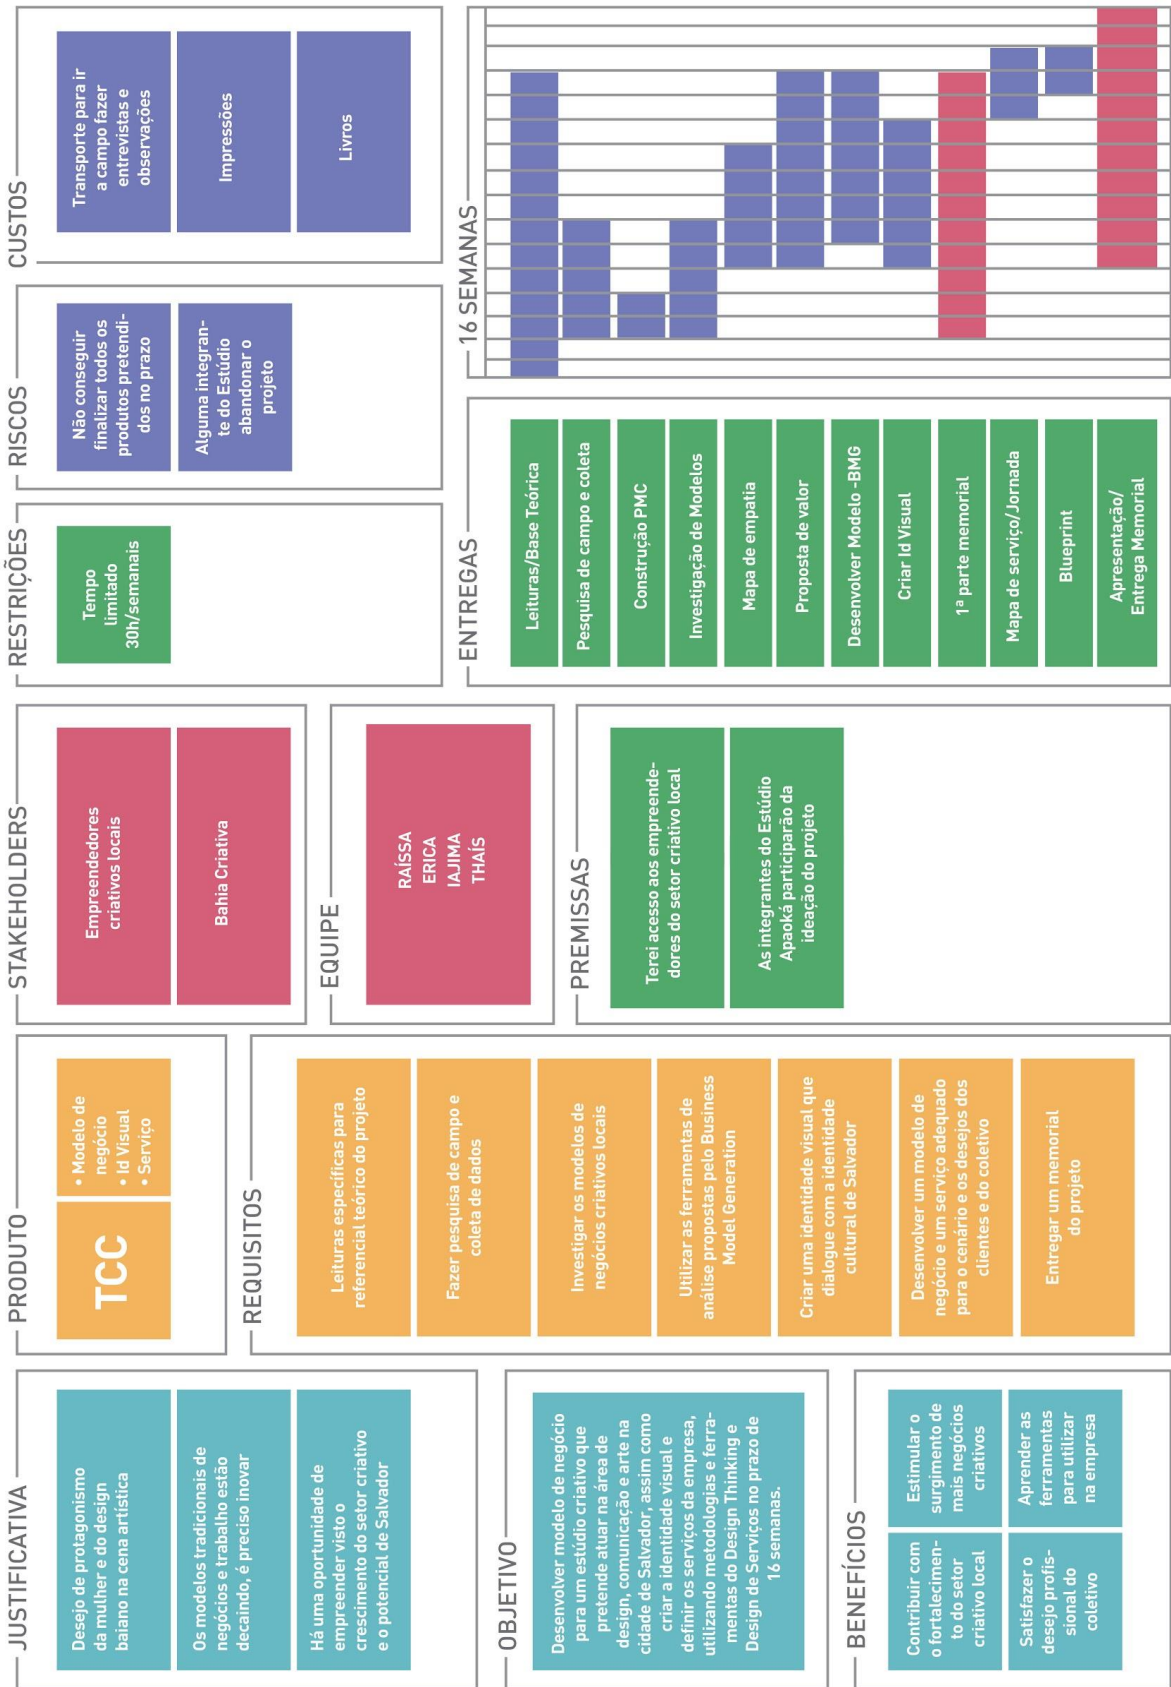 JUSTIFICATIVA
Desejo de protagonismo
da mulher e do design
baiano na cena artística
Os modelos tradicionais de
negócios e trabalho estão
decaindo, é preciso inovar
Há uma oportunidade de
empreender visto o
crescimento do setor criativo
e o potencial de Salvador
OBJETIVO
Desenvolver modelo de negócio
para um estúdio criativo que
pretende atuar na área de
design, comunicação e arte na
cidade de Salvador, assim como
criar a identidade visual e
definir os serviços da empresa,
utilizando metodologias e ferra-
mentas do Design Thinking e
Design de Serviços no prazo de
16 semanas.
BENEFÍCIOS
Contribuir com
o fortalecimen-
to do setor
criativo local
Estimular o
surgimento de
mais negócios
criativos
Satisfazer o
desejo profis-
sional do
coletivo
Aprender as
ferramentas
para utilizar
na empresa
PRODUTO
TCC
• Modelo de
negócio
• Id Visual
• Serviço
REQUISITOS
Leituras específicas para
referencial teórico do projeto
Fazer pesquisa de campo e
coleta de dados
Investigar os modelos de
negócios criativos locais
Utilizar as ferramentas de
análise propostas pelo Business
Model Generation
Criar uma identidade visual que
dialogue com a identidade
cultural de Salvador
Desenvolver um modelo de
negócio e um serviço adequado
para o cenário e os desejos dos
clientes e do coletivo
Entregar um memorial
do projeto
STAKEHOLDERS
Empreendedores
criativos locais
Bahia Criativa
EQUIPE
RAÍSSA
ERICA
IAJIMA
THAÍS
PREMISSAS
Terei acesso aos empreende-
dores do setor criativo local
As integrantes do Estúdio
Apaoká participarão da
ideação do projeto
RESTRIÇÕES
Tempo
limitado
30h/semanais
RISCOS
Não conseguir
finalizar todos os
produtos pretendi-
dos no prazo
Alguma integran-
te do Estúdio
abandonar o
projeto
CUSTOS
Transporte para ir
a campo fazer
entrevistas e
observações
Impressões
Livros
ENTREGAS
Leituras/Base Teórica
Pesquisa de campo e coleta
Construção PMC
Investigação de Modelos
Mapa de empatia
Proposta de valor
Desenvolver Modelo -BMG
Criar Id Visual
1ª parte memorial
Mapa de serviço/Jornada
Blueprint
Apresentação/
Entrega Memorial
16 SEMANAS